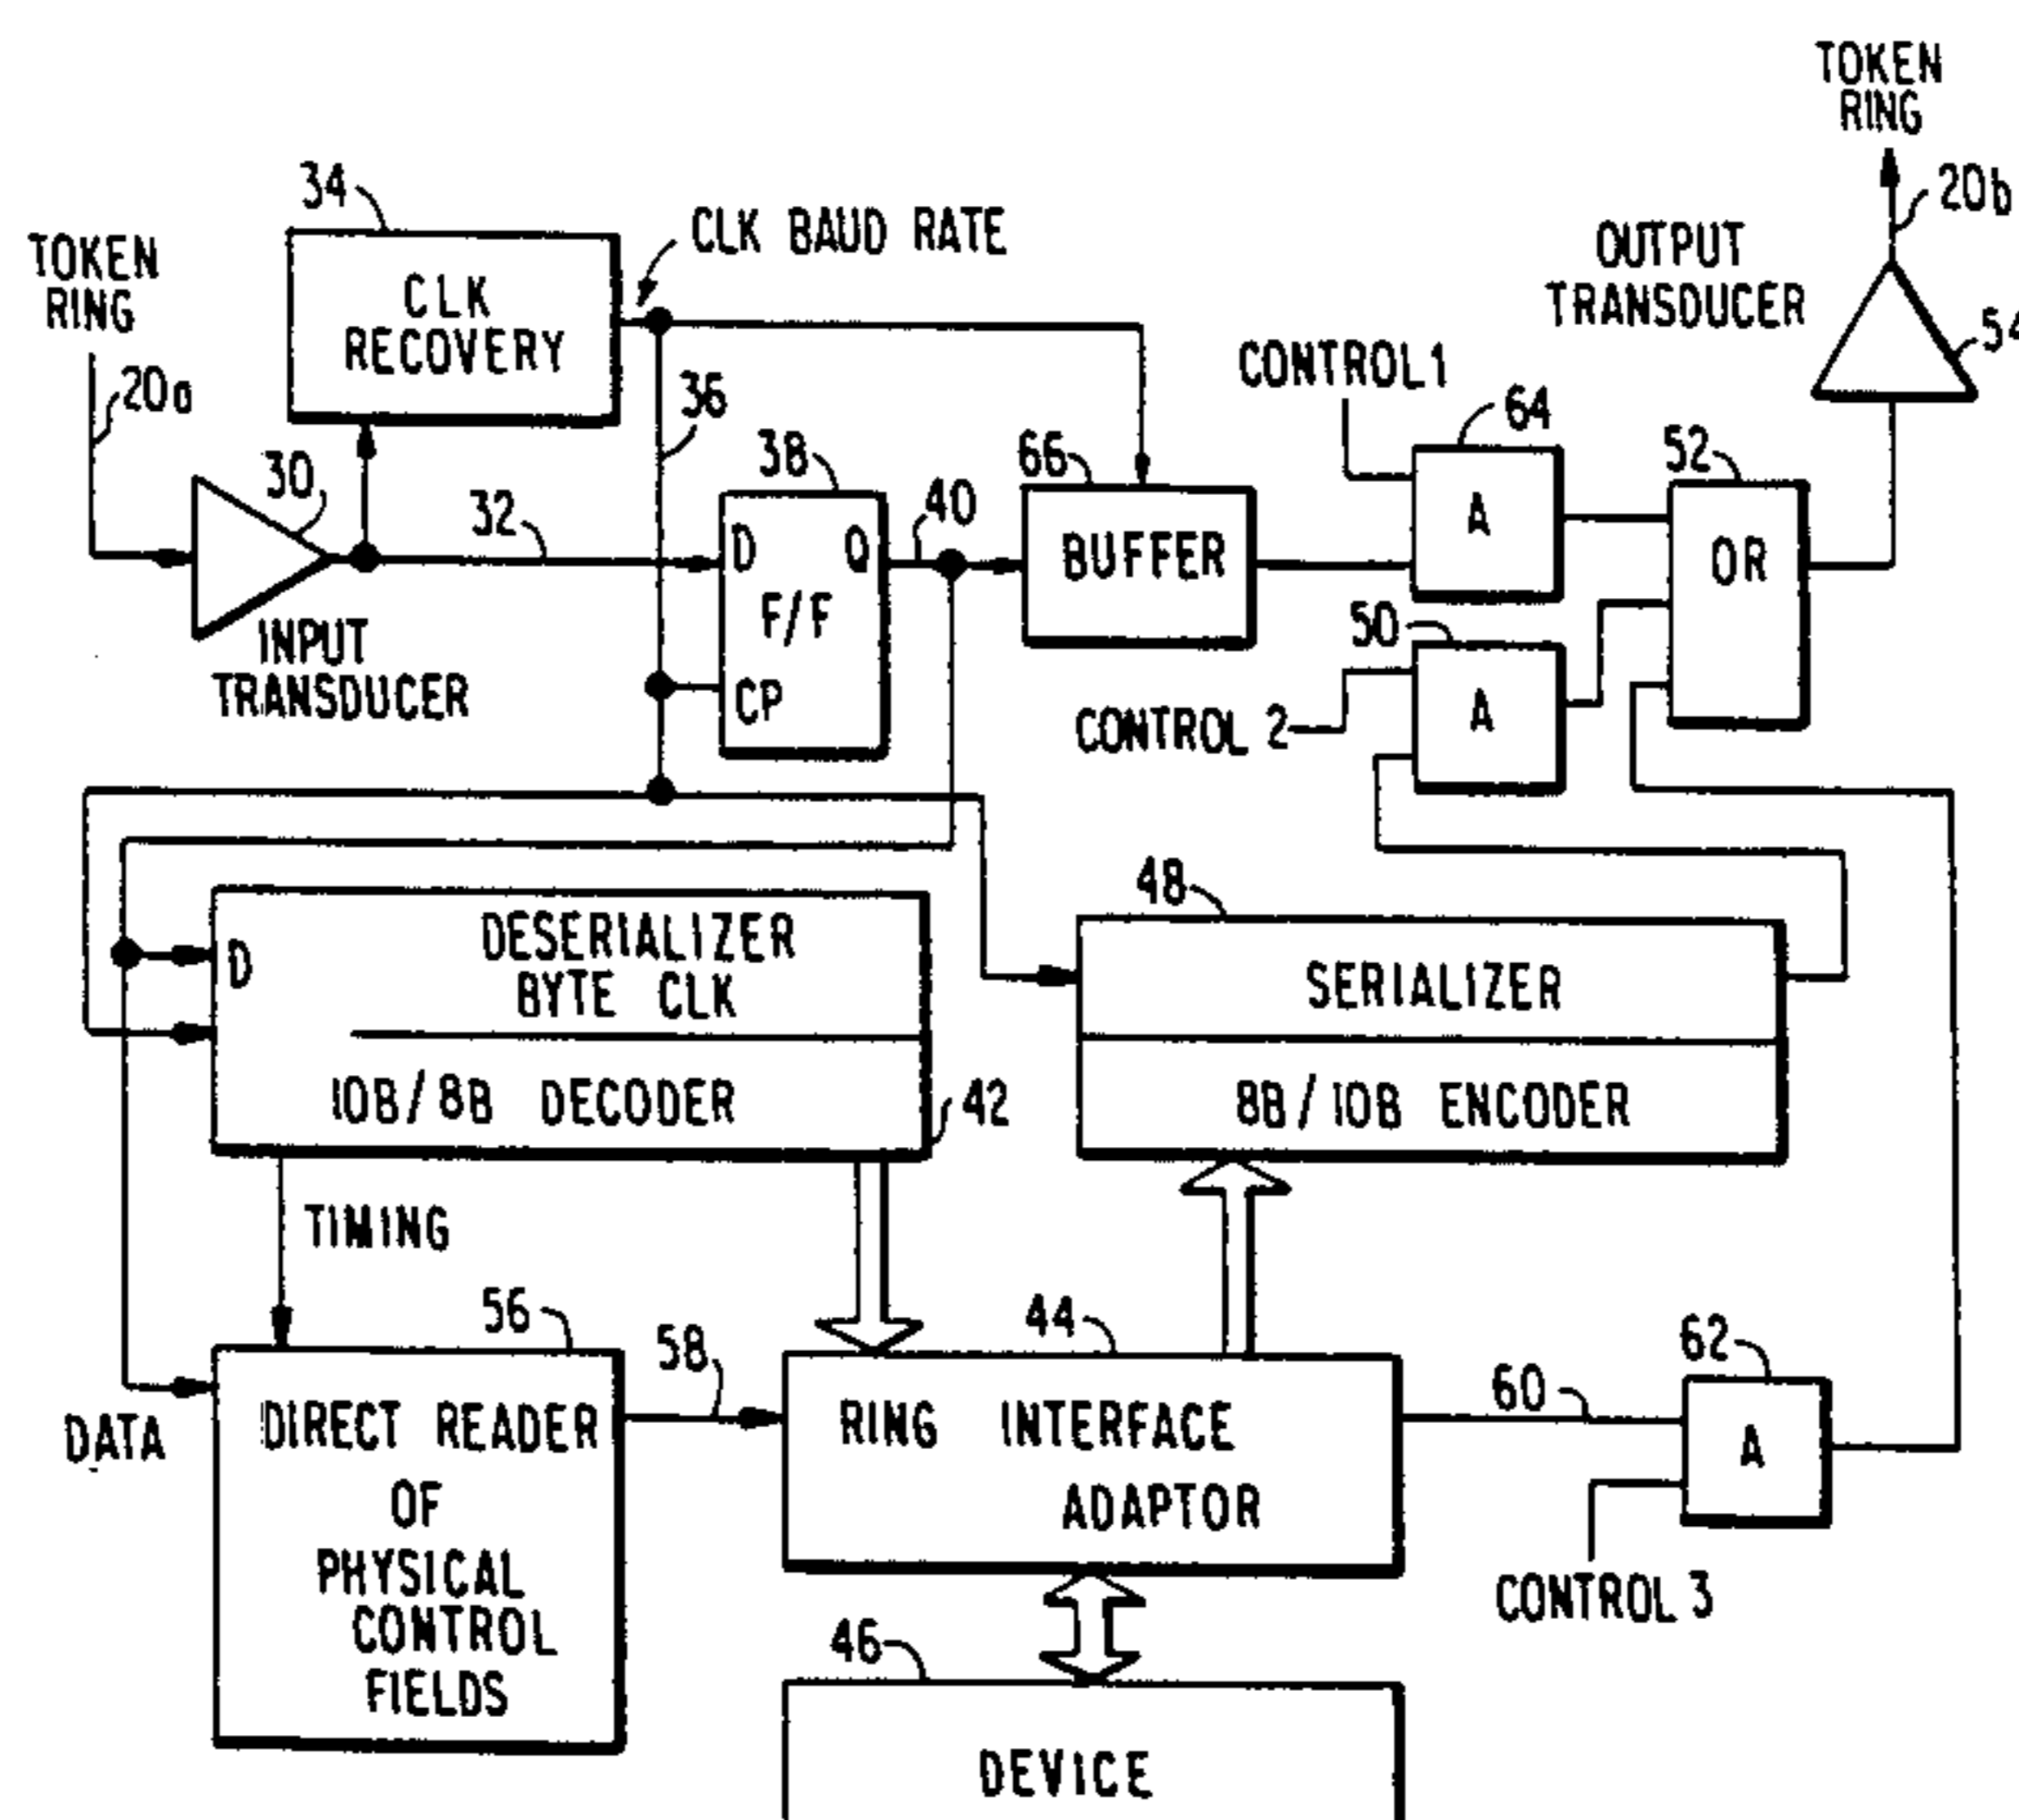 TOKEN
RING
20b
34
CLK BAUD RATE
OUTPUT
TRANSDUCER
TOKEN
RING
CLK
RECOVERY
54
20a
36
CONTROL 1
64
30
32
38
66
40
52
D
Q
F/F
CP
BUFFER
A
OR
INPUT
TRANSDUCER
50
CONTROL 2
A
48
D
DESERIALIZER
BYTE CLK
SERIALIZER
10B/8B DECODER
42
8B/10B ENCODER
TIMING
56
58
44
62
60
DATA
DIRECT READER
OF
PHYSICAL
CONTROL
FIELDS
RING INTERFACE
ADAPTOR
A
CONTROL 3
46
DEVICE